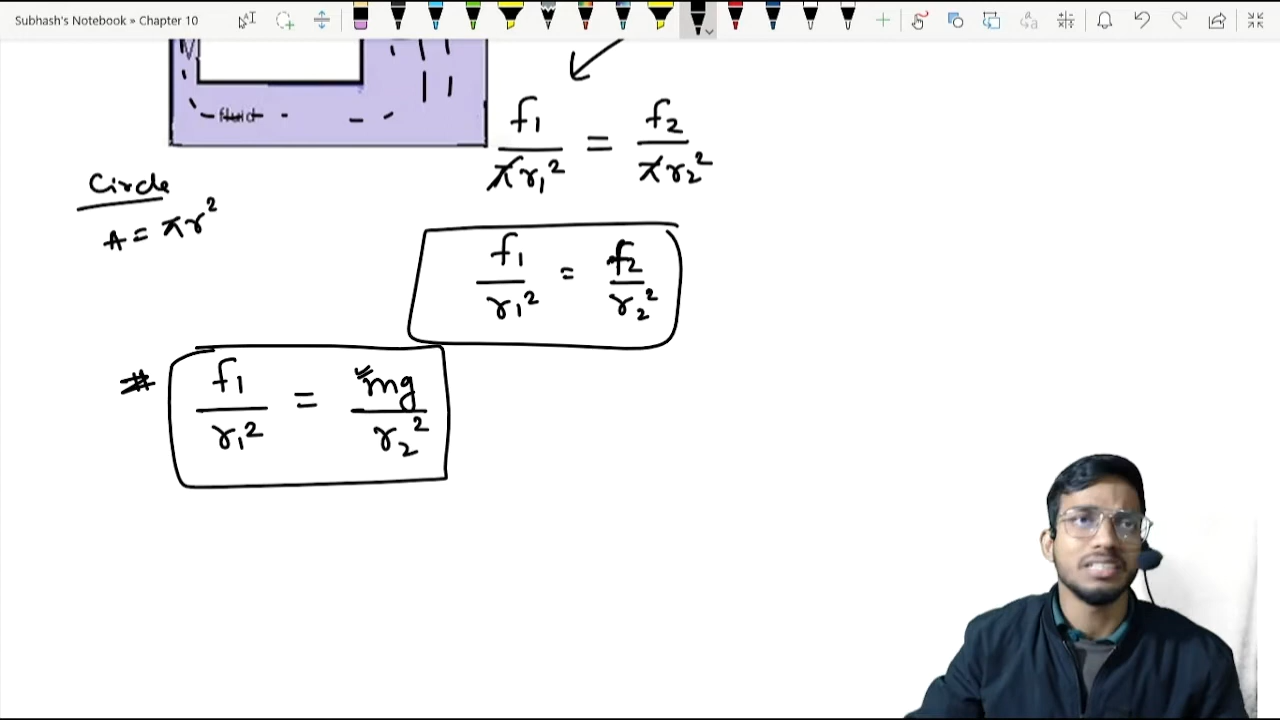 Subhash's Notebook » Chapter 10
fluid
f₁/πr₁² = f₂/πr₂²
Circle
A = πr²
f₁/r₁² = f₂/r₂²
# f₁/r₁² = mg/r₂²